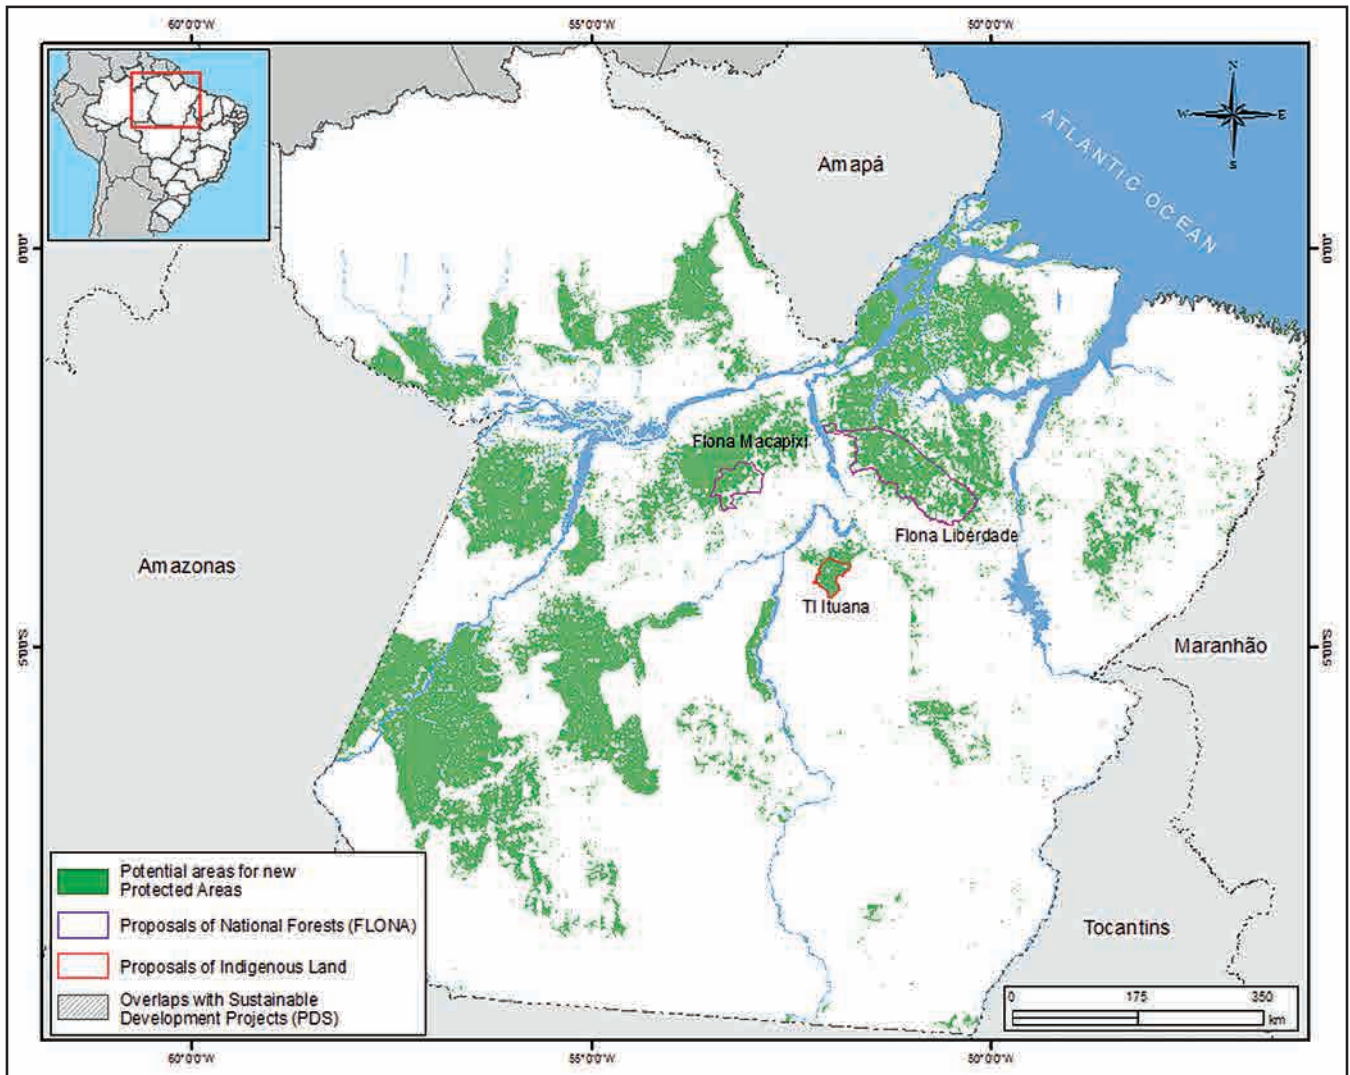 60°0'0"W 55°0'0"W 50°0'0"W
N
W E
S
ATLANTIC OCEAN
Amapá
0°0'0" 0°0'0"
Flona Macapixi
Flona Liberdade
Amazonas
TI Ituana
Maranhão
5°0'S 5°0'S
Potential areas for new
Protected Areas
Proposals of National Forests (FLONA)
Proposals of Indigenous Land
Overlaps with Sustainable
Development Projects (PDS)
Tocantins
0 175 350
km
60°0'0"W 55°0'0"W 50°0'0"W